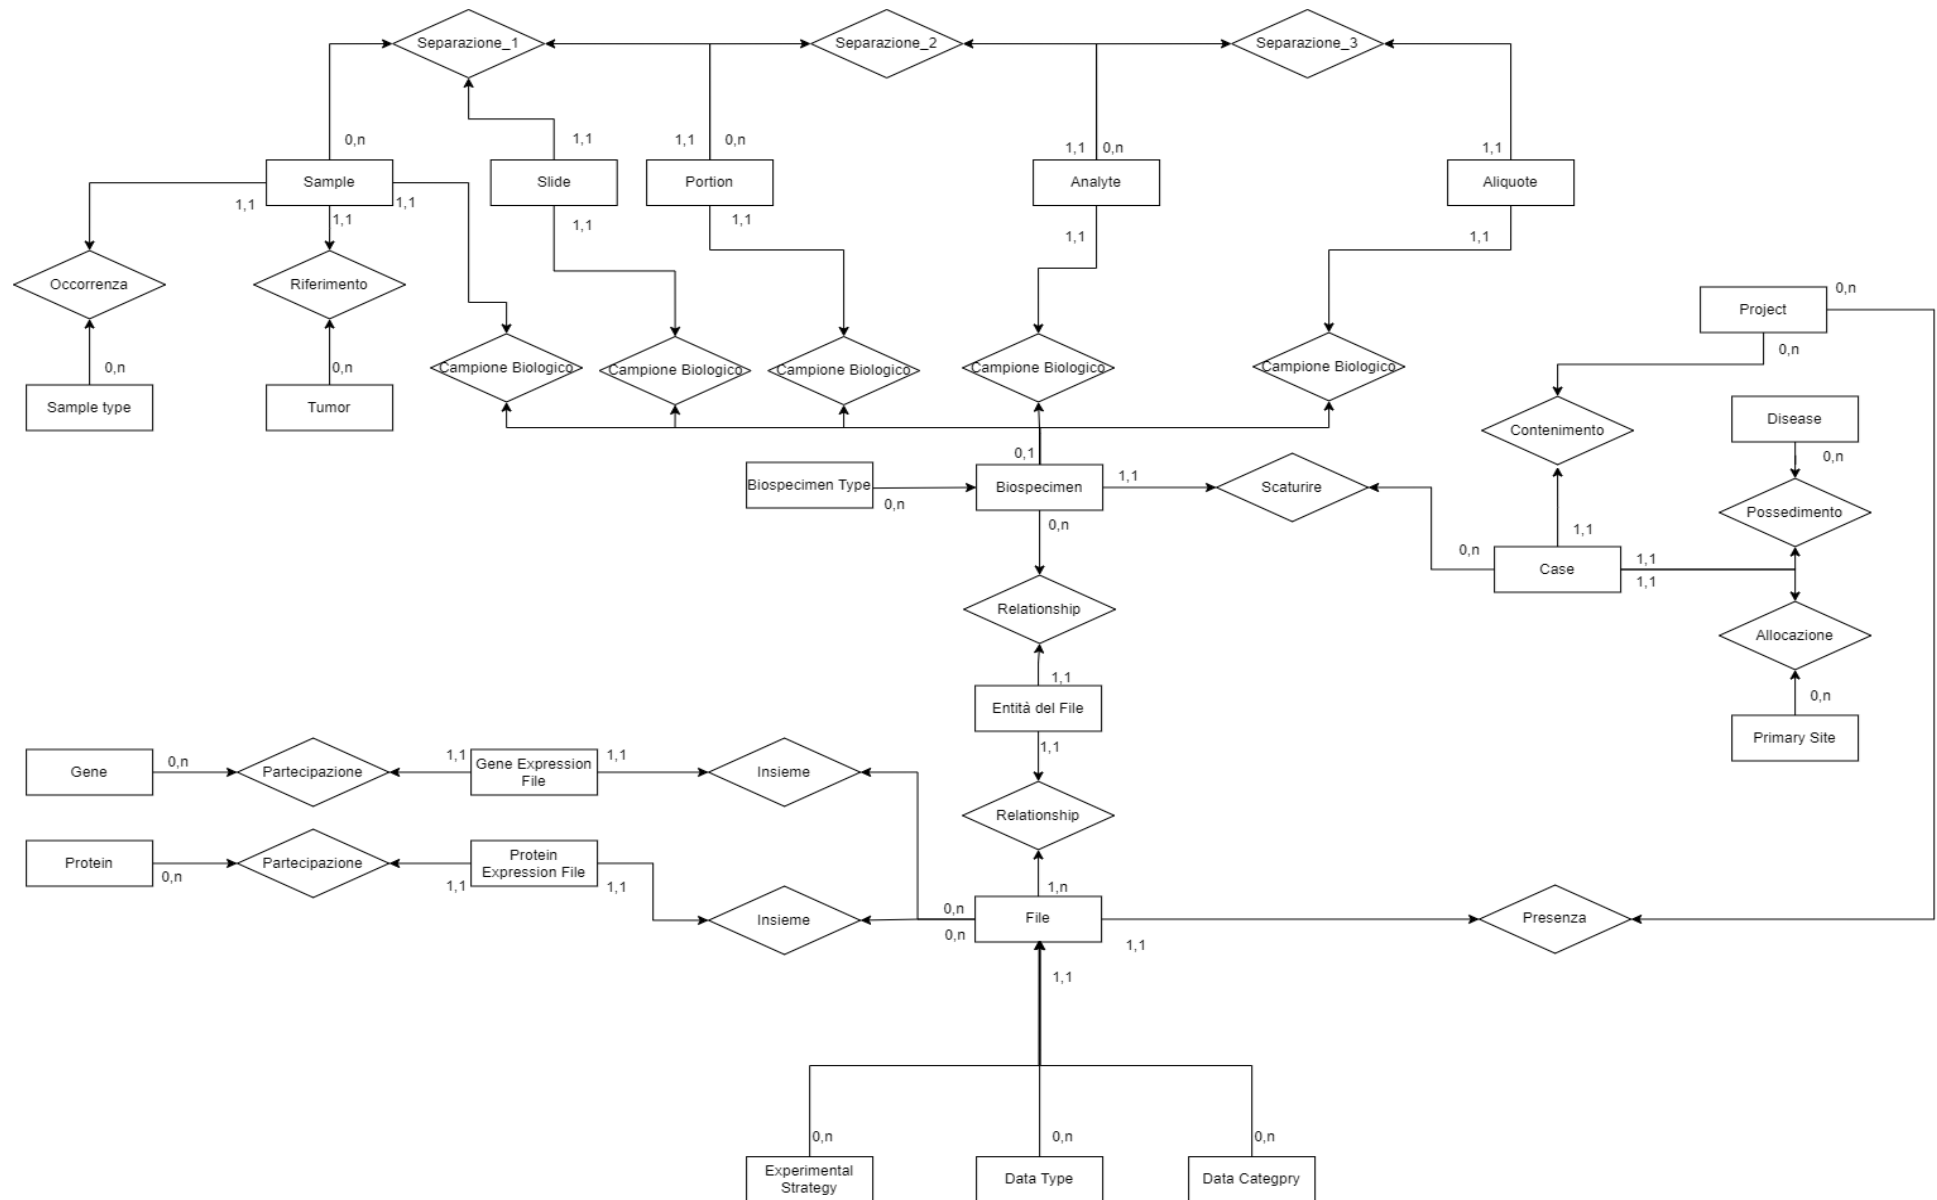 Separazione_1
Separazione_2
Separazione_3
0,n
1,1
1,1
0,n
1,1
0,n
1,1
Sample
Slide
Portion
Analyte
Aliquote
1,1
1,1
1,1
1,1
1,1
1,1
1,1
Occorrenza
Riferimento
Project
0,n
0,n
0,n
0,n
Campione Biologico
Campione Biologico
Campione Biologico
Campione Biologico
Campione Biologico
Sample type
Tumor
Contenimento
Disease
0,n
0,1
Biospecimen Type
0,n
Biospecimen
1,1
Scaturire
Possedimento
0,n
1,1
0,n
Case
1,1
1,1
Relationship
Allocazione
1,1
0,n
Entità del File
Primary Site
1,1
Gene
0,n
Partecipazione
1,1
Gene Expression
File
1,1
Insieme
Relationship
Protein
0,n
Partecipazione
1,1
Protein
Expression File
1,1
Insieme
1,n
0,n
0,n
File
1,1
Presenza
1,1
0,n
0,n
0,n
Experimental
Strategy
Data Type
Data Categpry